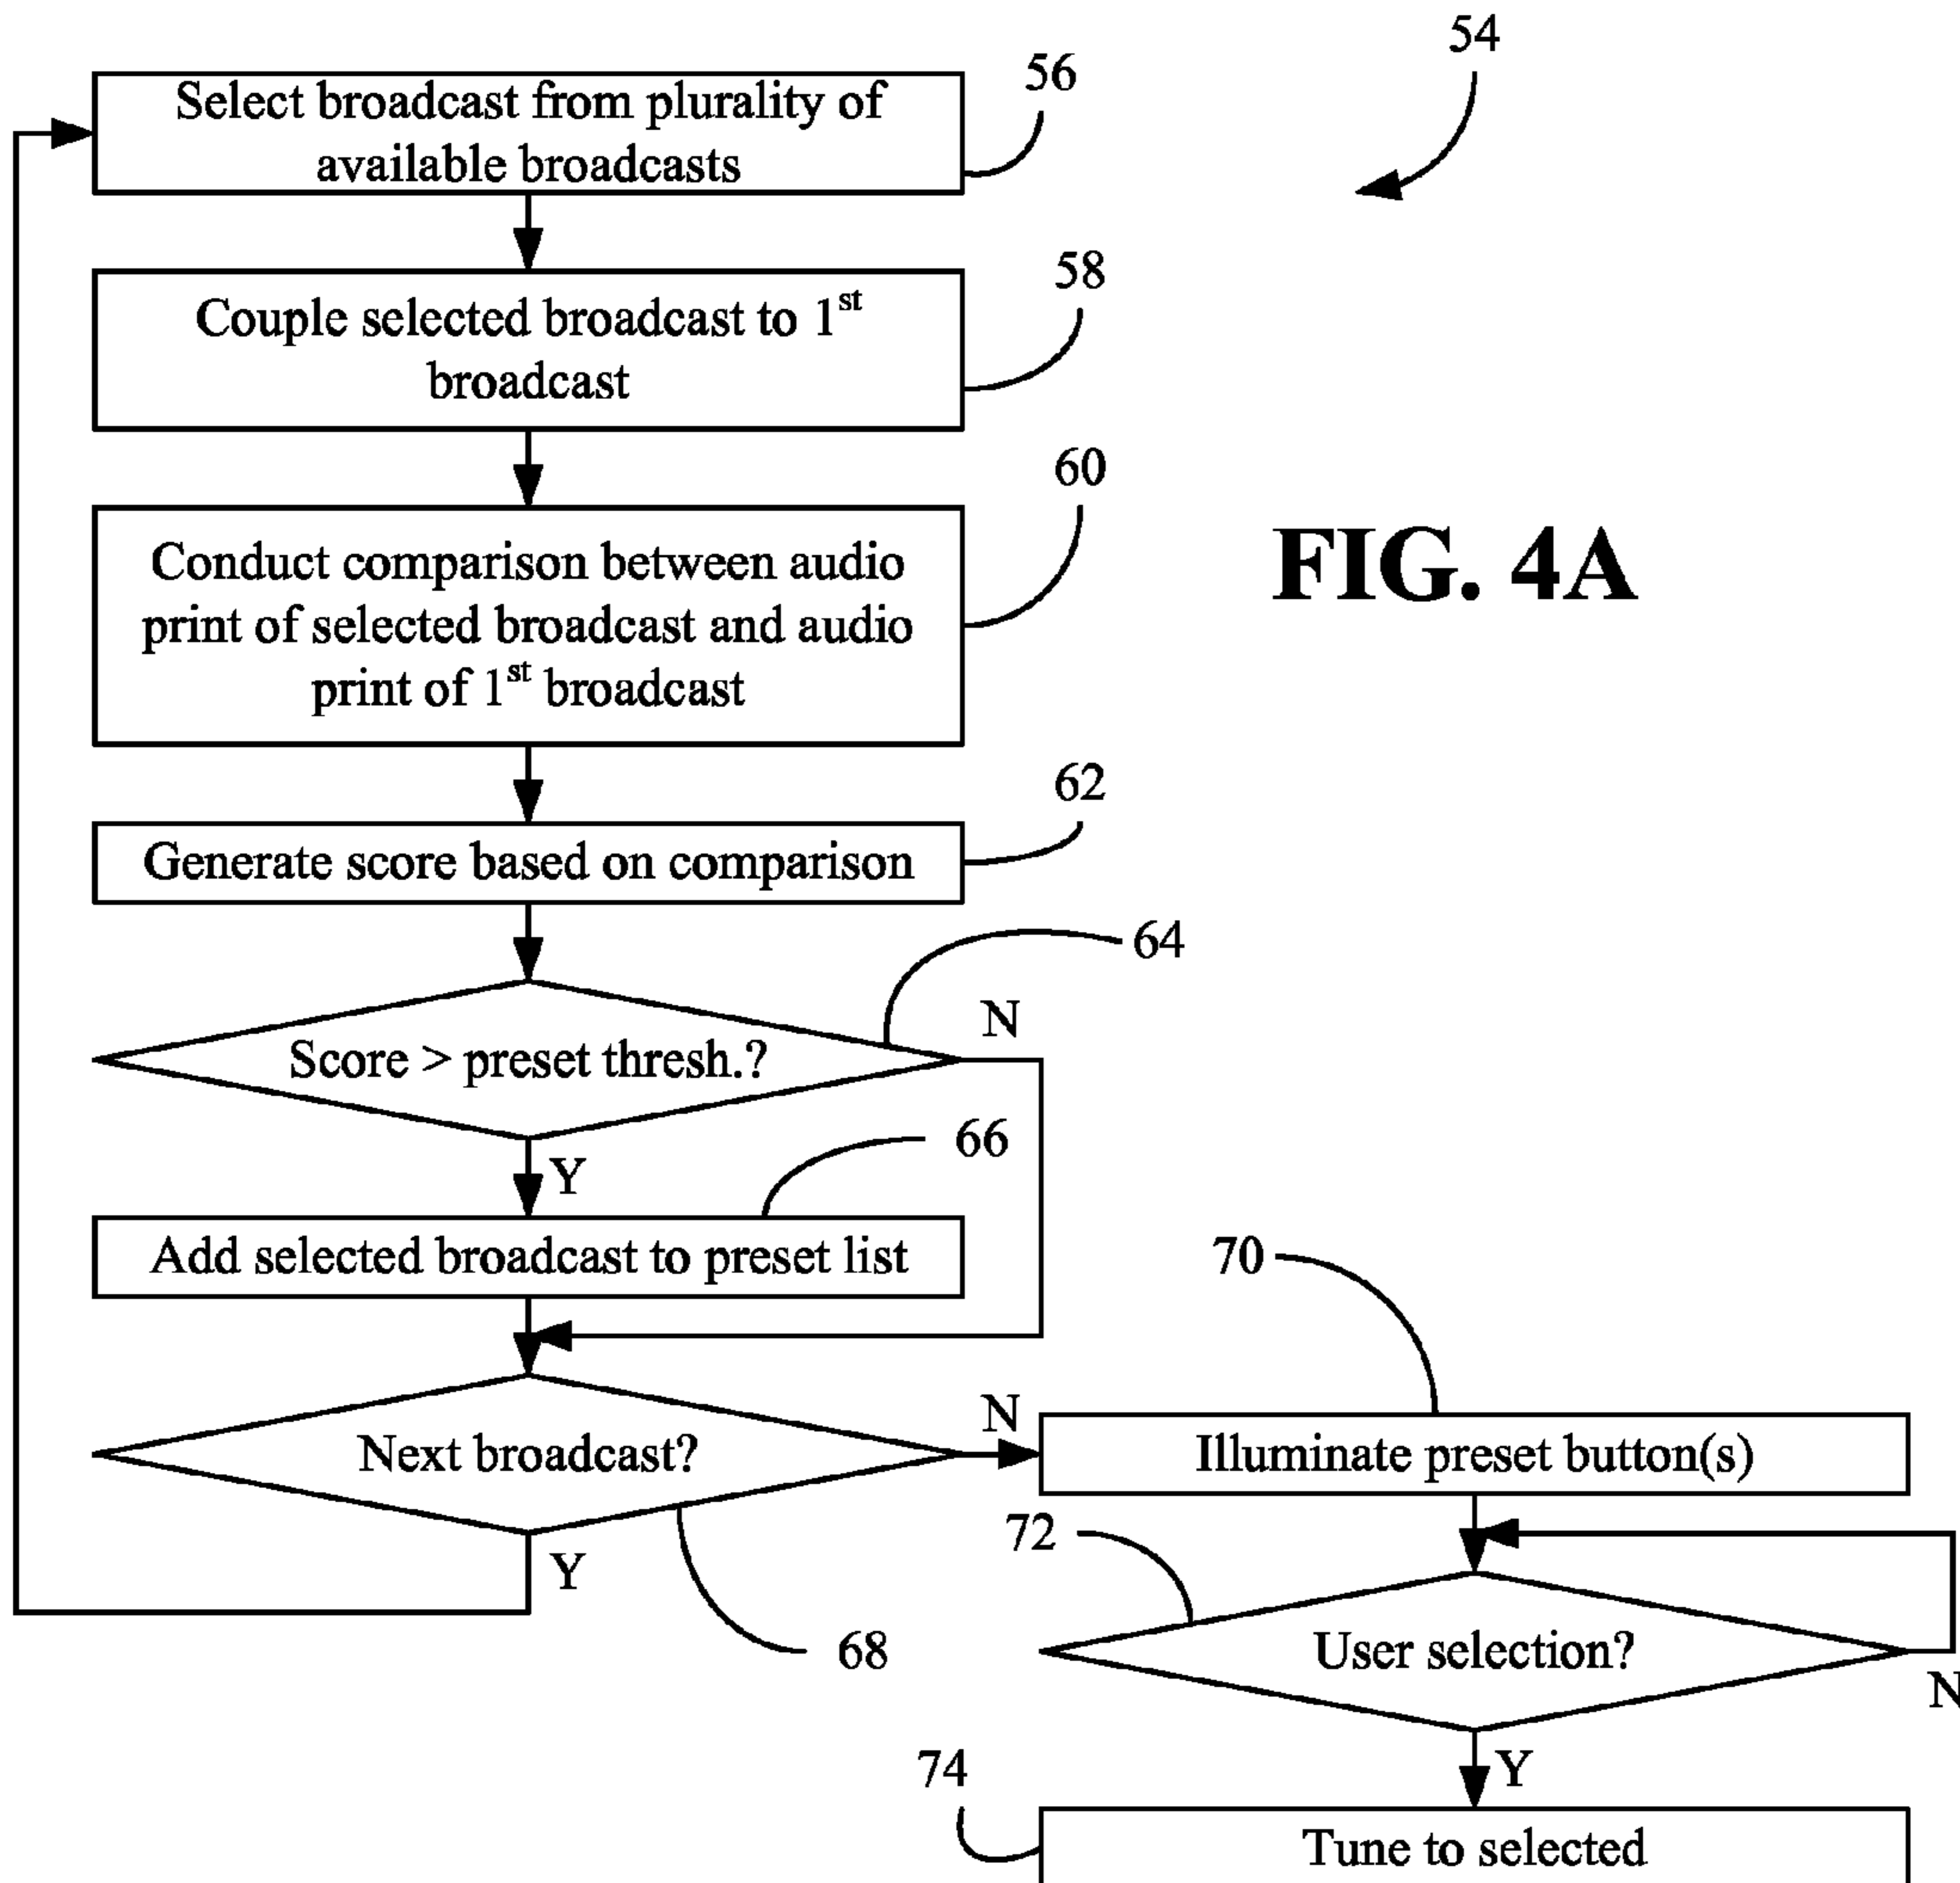 54
56
Select broadcast from plurality of
available broadcasts
58
Couple selected broadcast to 1st
broadcast
60
Conduct comparison between audio
print of selected broadcast and audio
print of 1st broadcast
FIG. 4A
62
Generate score based on comparison
64
N
Score > preset thresh.?
66
Y
Add selected broadcast to preset list
70
N
Next broadcast?
Illuminate preset button(s)
72
Y
68
User selection?
N
Y
74
Tune to selected